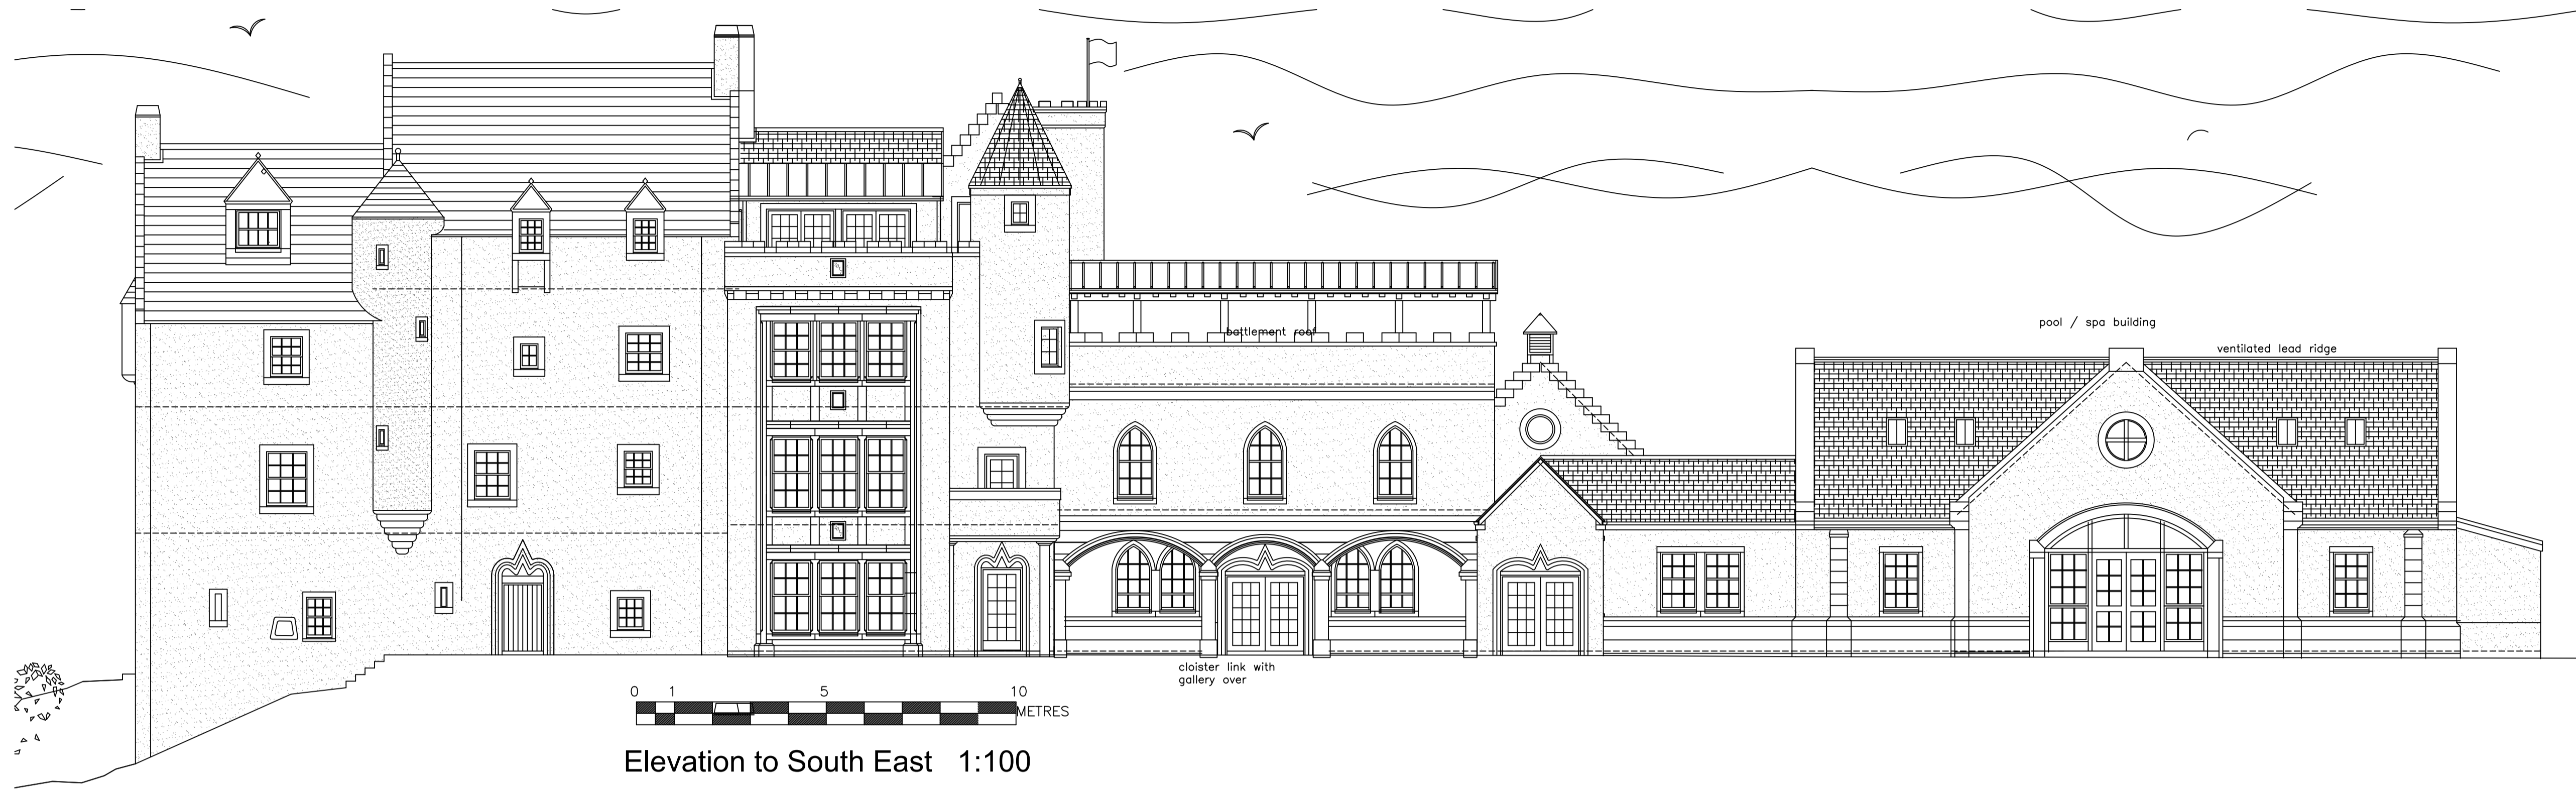 battlement roof
pool / spa building
ventilated lead ridge
cloister link with
gallery over
0 1 5 10
METRES
Elevation to South East 1:100